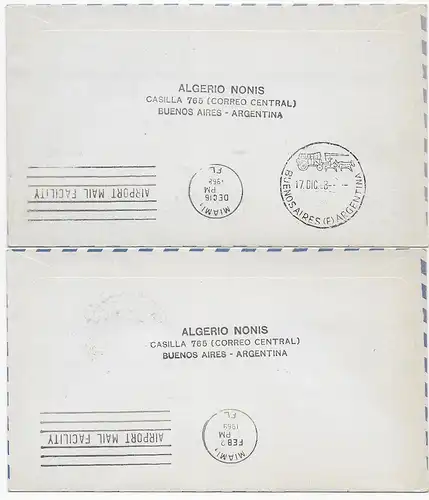 ALGERIO NONIS
CASILLA 765 (CORREO CENTRAL)
BUENOS AIRES - ARGENTINA
AIRPORT MAIL FACILITY
MIAMI,
DEC 16
PM
1968
FL
BUENOS AIRES (F) ARGENTINA
17. DIC
ALGERIO NONIS
CASILLA 765 (CORREO CENTRAL)
BUENOS AIRES - ARGENTINA
AIRPORT MAIL FACILITY
MIAMI,
FEB
PM
1969
FL